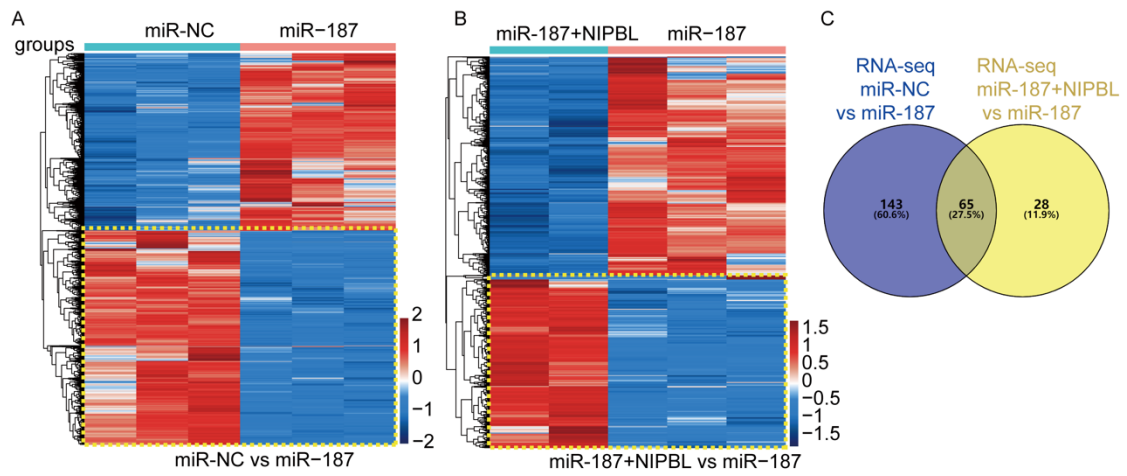 A
groups
miR-NC
miR−187
2
1
0
−1
−2
miR-NC vs miR−187
B
miR-187+NIPBL
miR−187
1.5
1
0.5
0
−0.5
−1
−1.5
miR-187+NIPBL vs miR−187
C
RNA-seq
miR-NC
vs miR-187
RNA-seq
miR-187+NIPBL
vs miR-187
143
(60.6%)
65
(27.5%)
28
(11.9%)